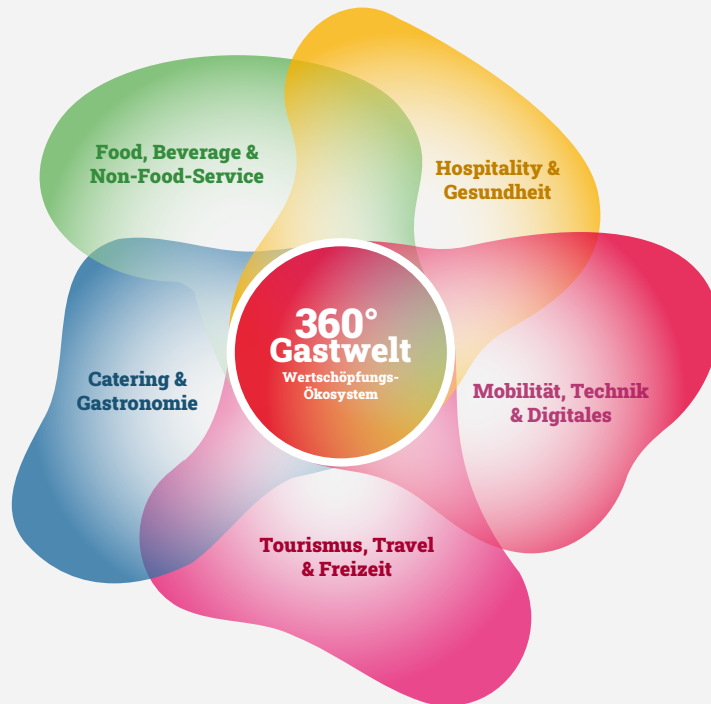 Food, Beverage &
Non-Food-Service
Hospitality &
Gesundheit
360°
Gastwelt
Wertschöpfungs-
Ökosystem
Catering &
Gastronomie
Mobilität, Technik
& Digitales
Tourismus, Travel
& Freizeit